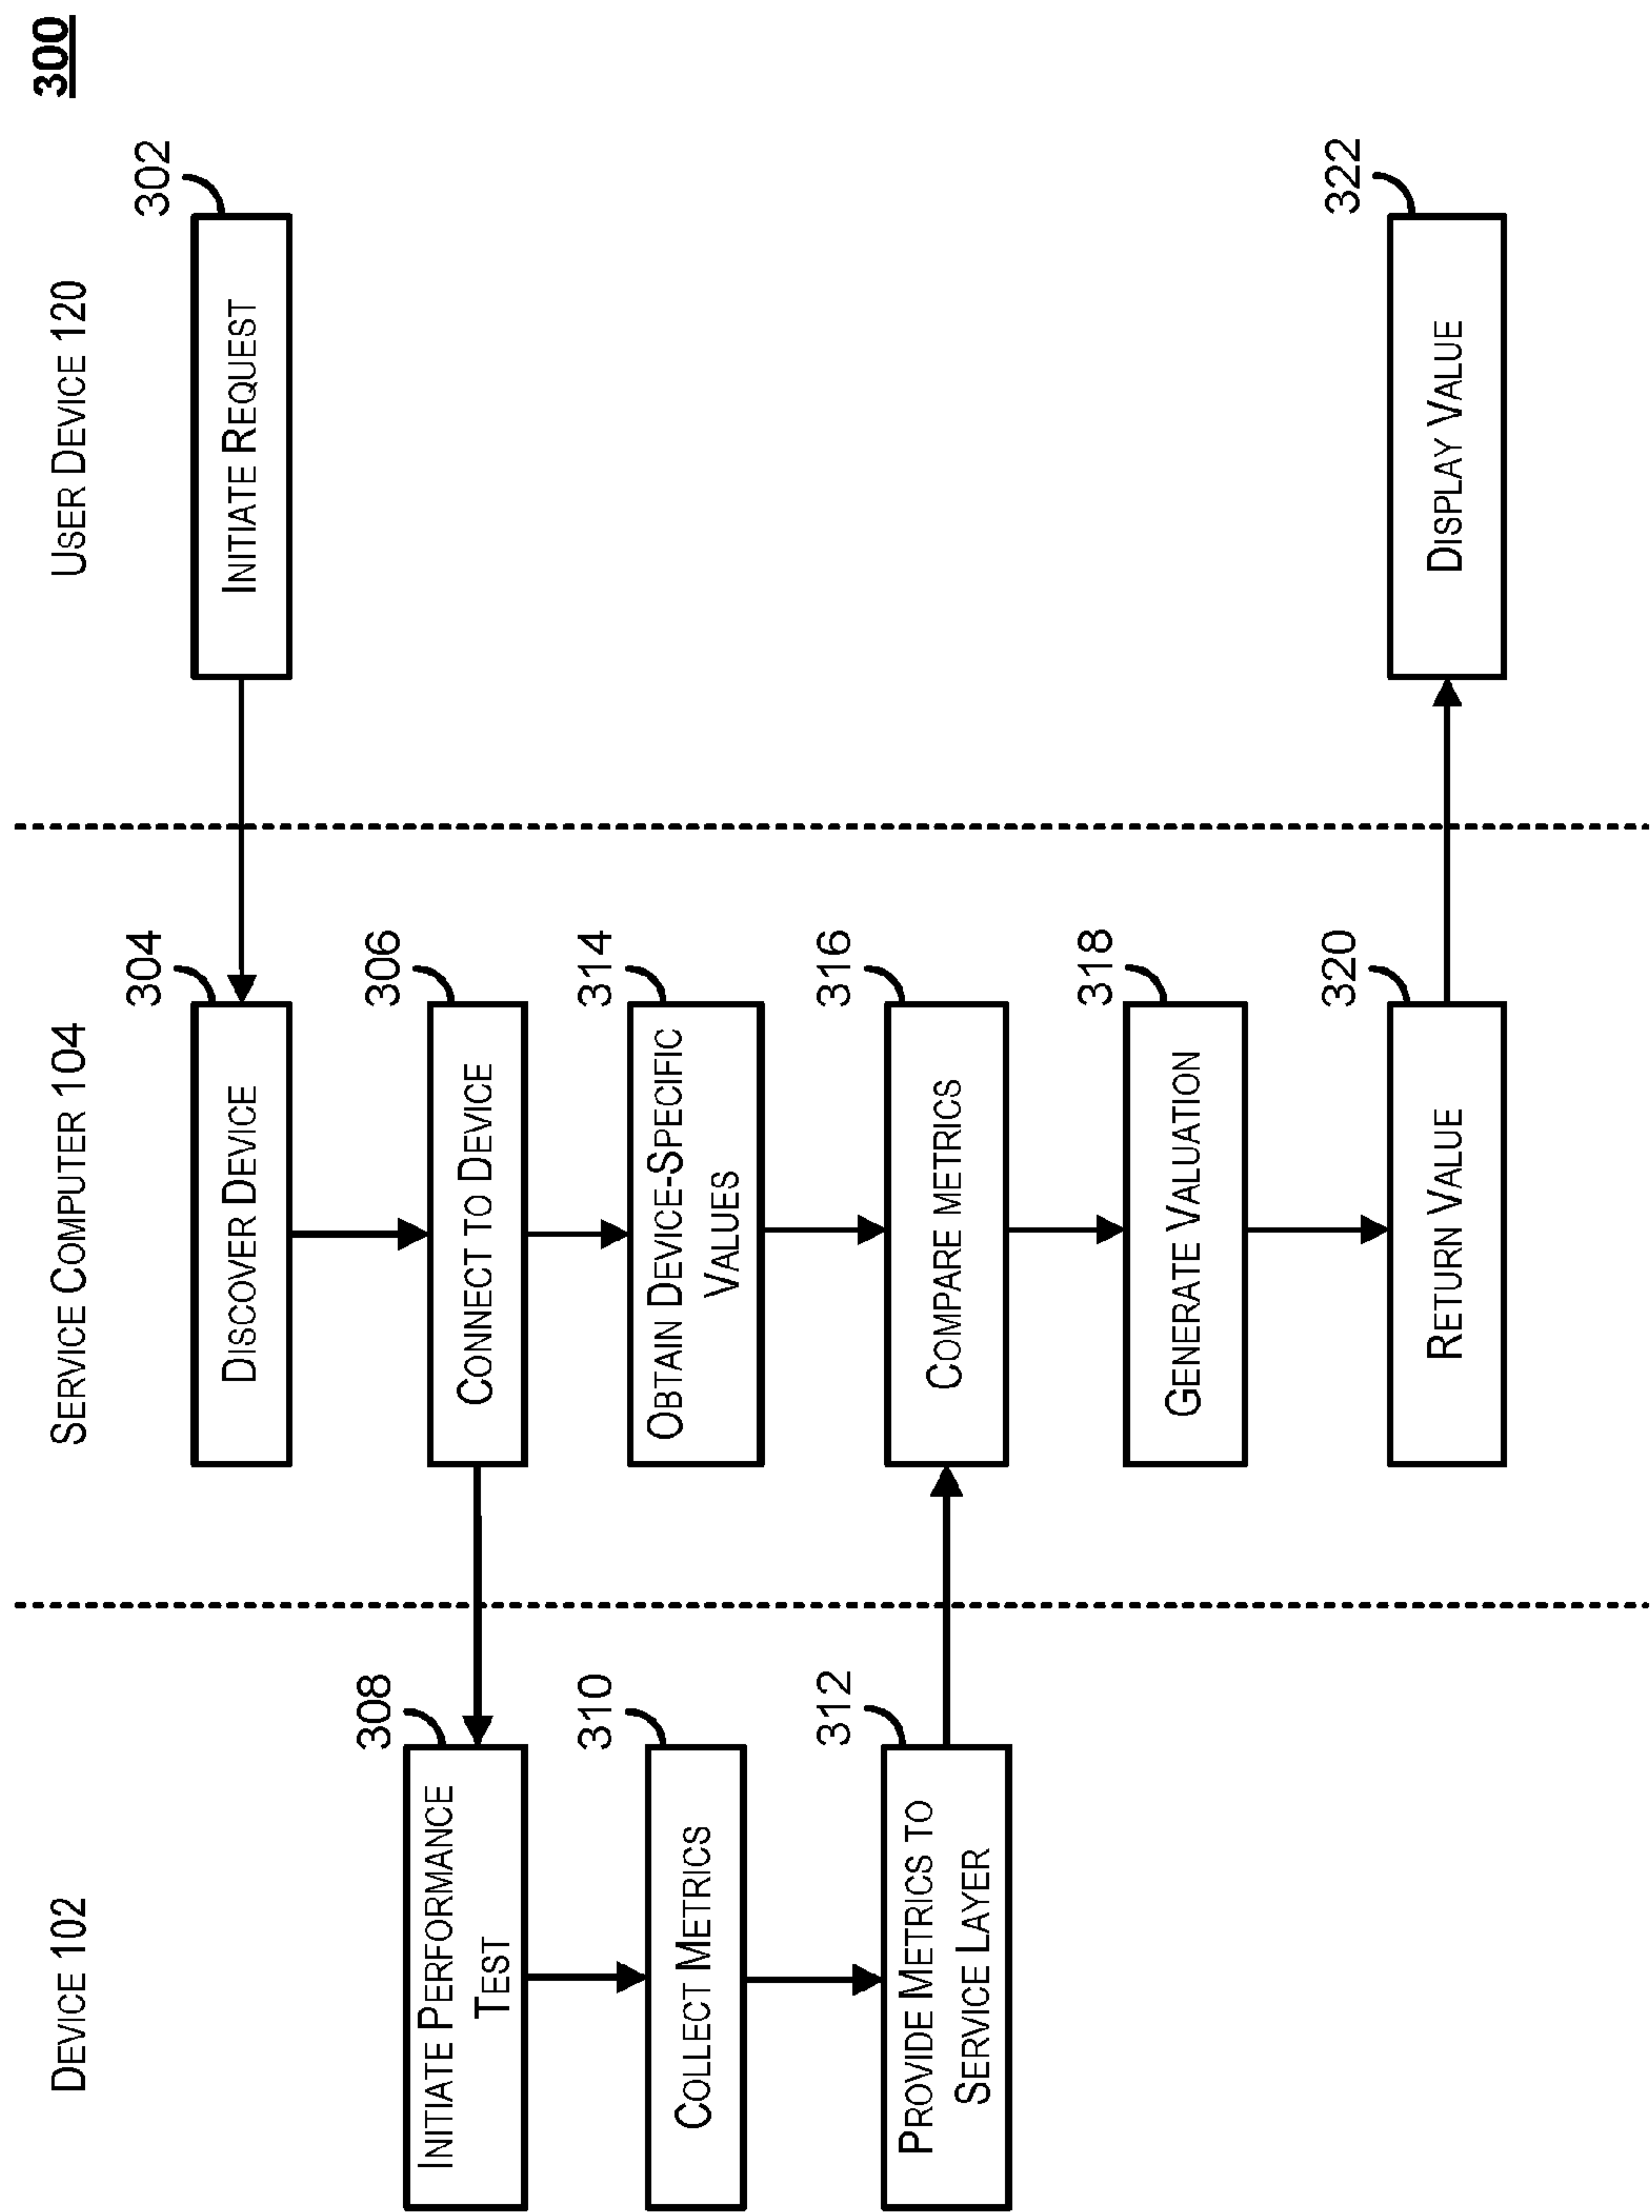 300
DEVICE 102
SERVICE COMPUTER 104
USER DEVICE 120
302
INITIATE REQUEST
304
DISCOVER DEVICE
306
CONNECT TO DEVICE
308
INITIATE PERFORMANCE
TEST
310
COLLECT METRICS
312
PROVIDE METRICS TO
SERVICE LAYER
314
OBTAIN DEVICE-SPECIFIC
VALUES
316
COMPARE METRICS
318
GENERATE VALUATION
320
RETURN VALUE
322
DISPLAY VALUE